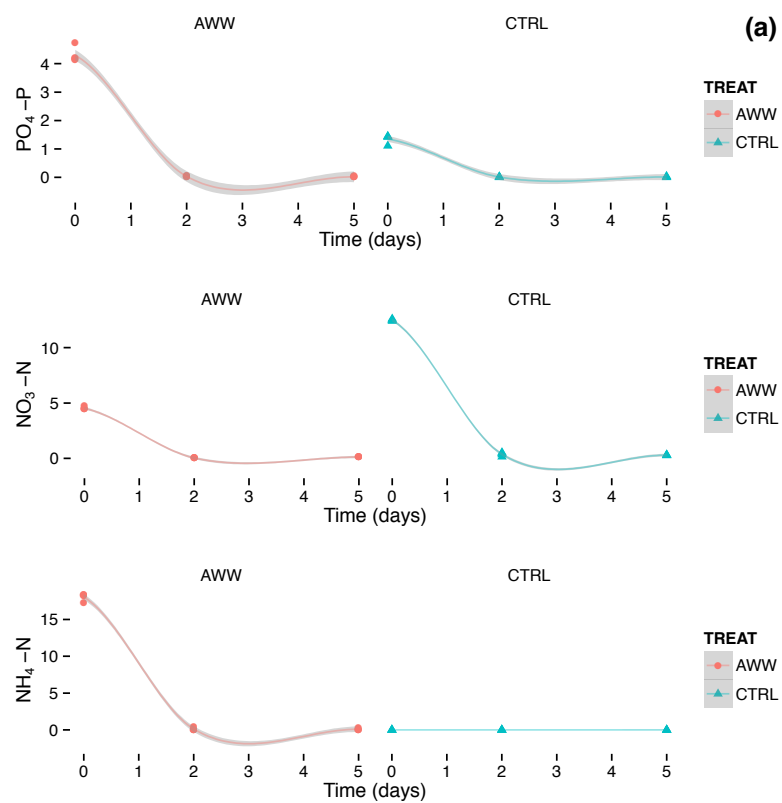 AWW CTRL (a)
PO₄ –P
4
3
2
1
0
0 1 2 3 4 5 0 1 2 3 4 5
Time (days)
TREAT
AWW
CTRL
AWW CTRL
NO₃ –N
10
5
0
0 1 2 3 4 5 0 1 2 3 4 5
Time (days)
TREAT
AWW
CTRL
AWW CTRL
NH₄ –N
15
10
5
0
0 1 2 3 4 5 0 1 2 3 4 5
Time (days)
TREAT
AWW
CTRL